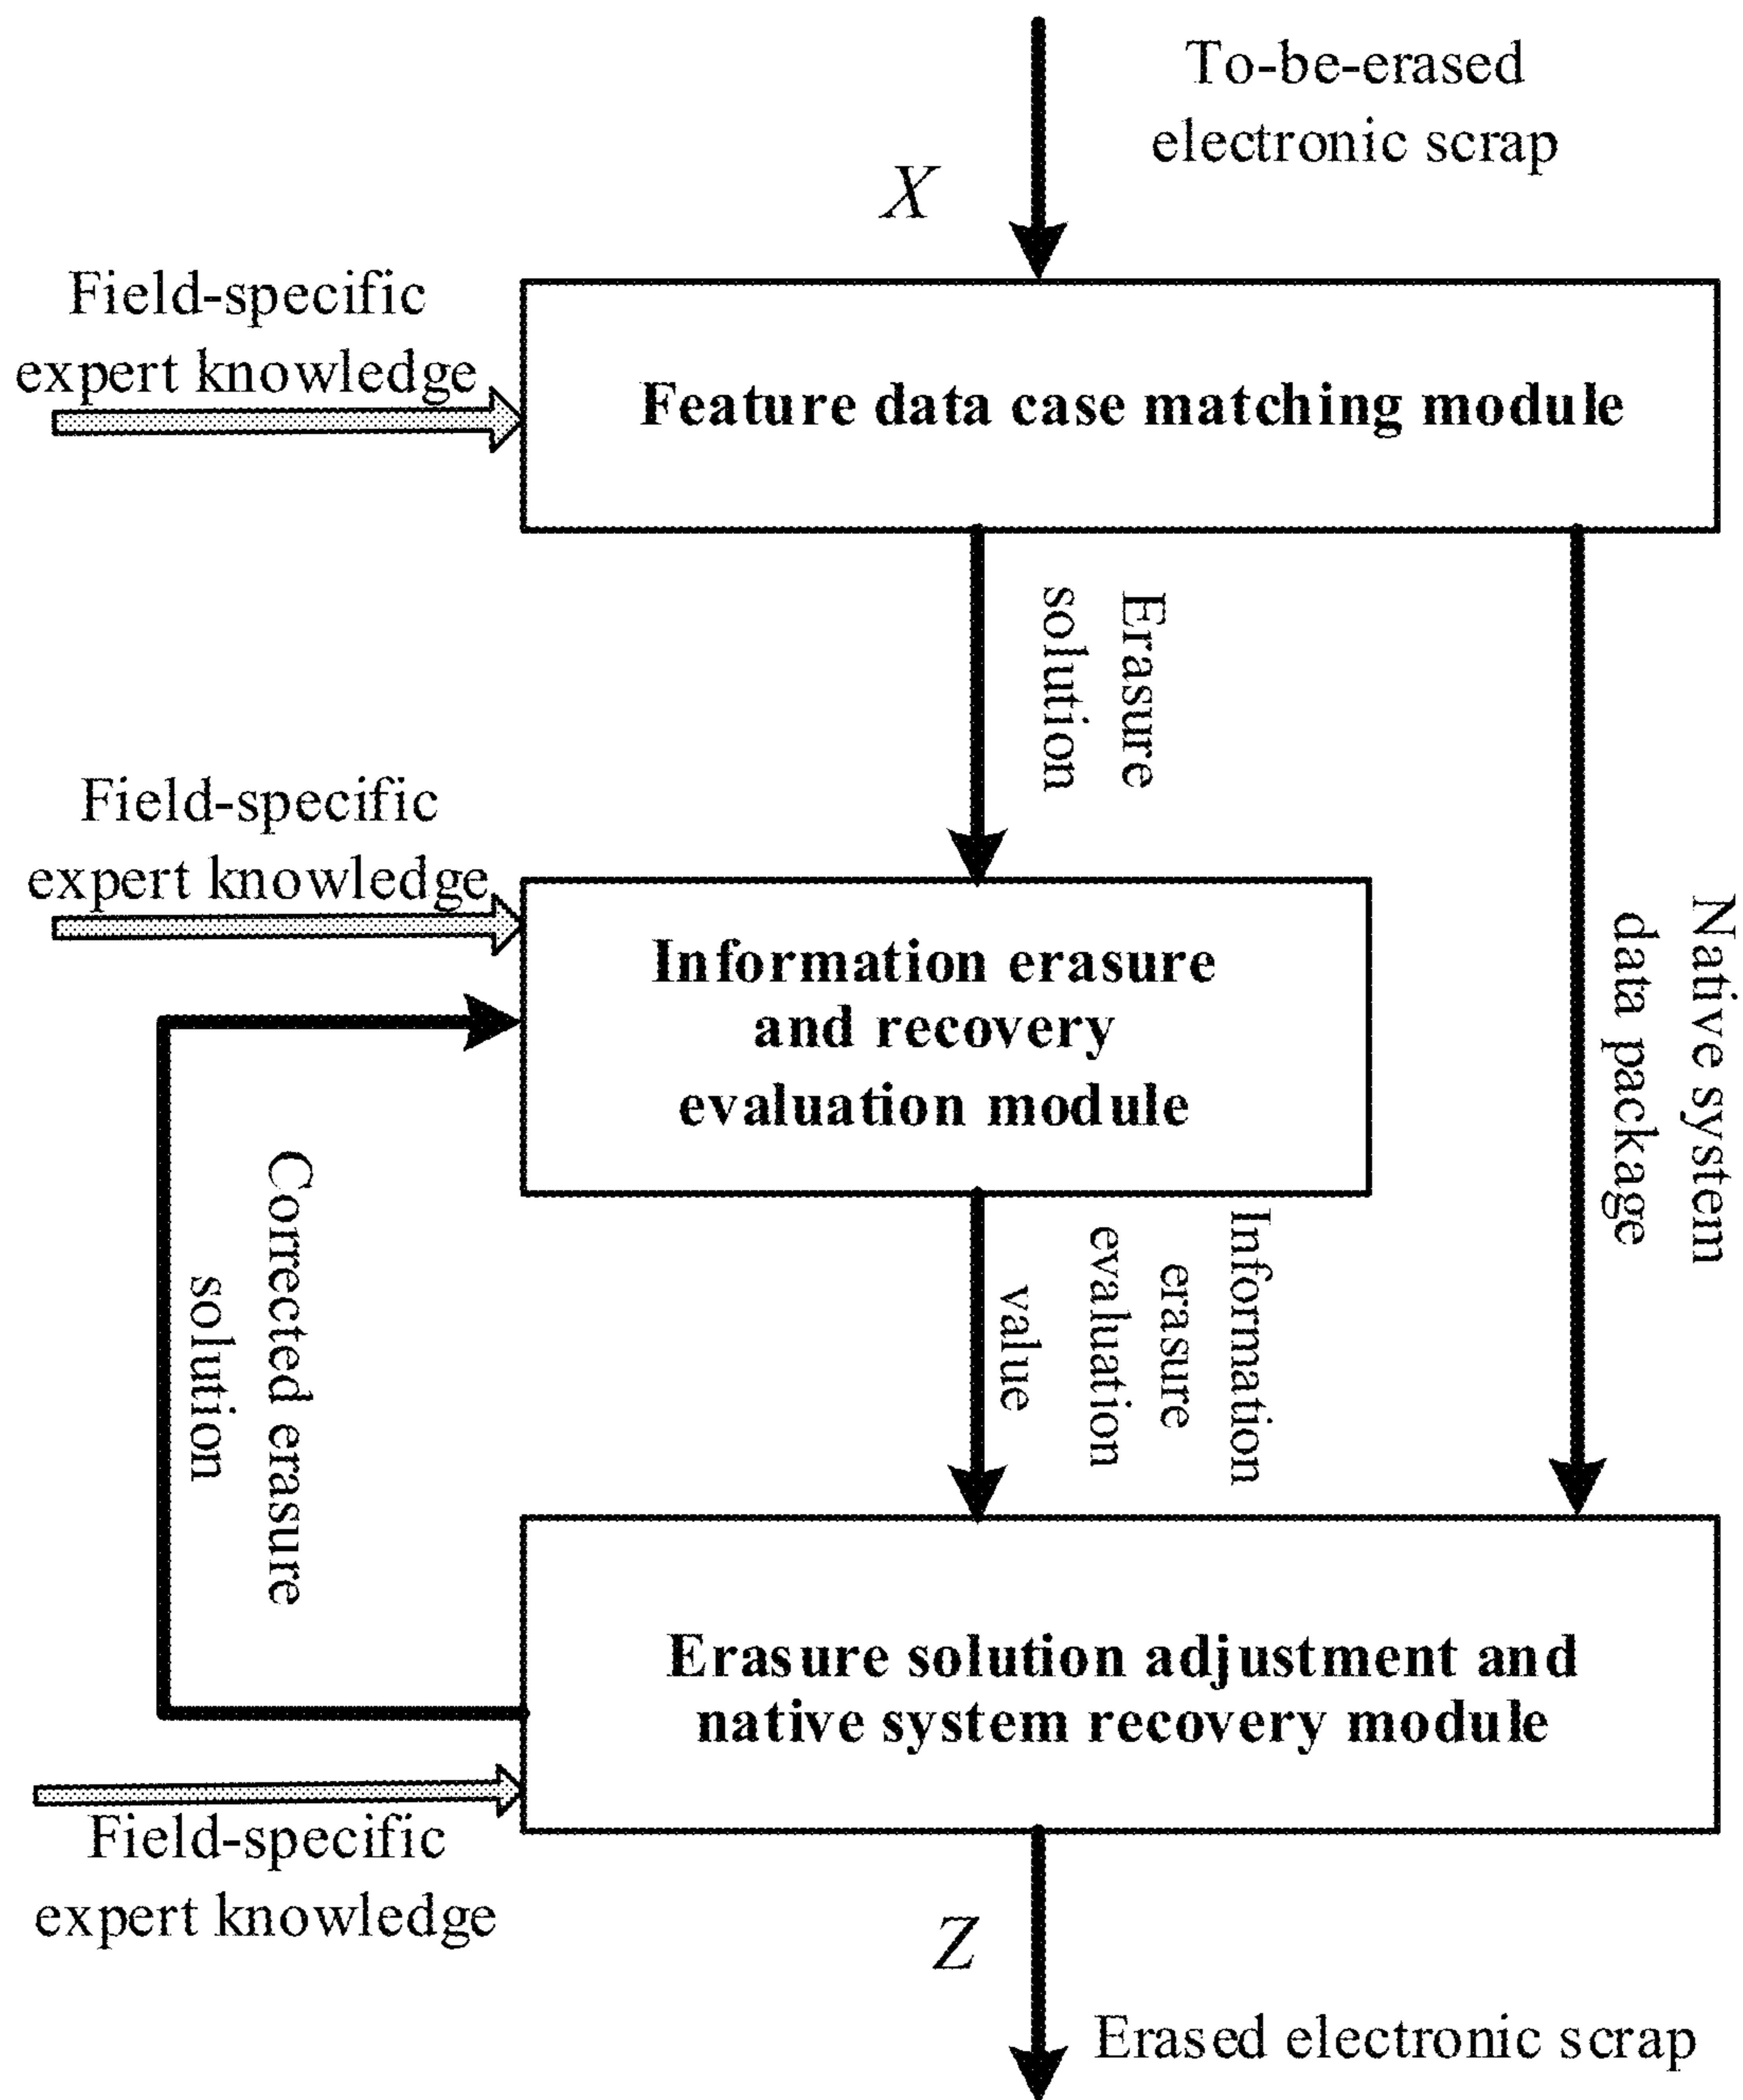 To-be-erased
electronic scrap
X
Field-specific
expert knowledge
Feature data case matching module
Erasure
solution
Native system
data package
Field-specific
expert knowledge
Information erasure
and recovery
evaluation module
Corrected erasure
solution
Information
erasure
evaluation
value
Erasure solution adjustment and
native system recovery module
Field-specific
expert knowledge
Z
Erased electronic scrap